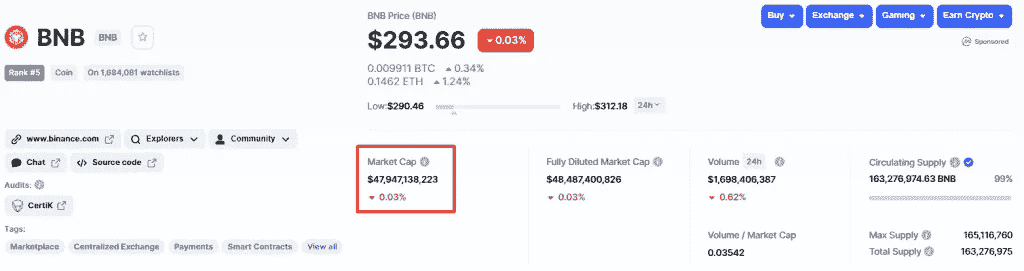 BNB BNB
Rank #5 Coin On 1,684,081 watchlists
www.binance.com Explorers Community
Chat Source code
Audits:
CertiK
Tags:
Marketplace Centralized Exchange Payments Smart Contracts View all
BNB Price (BNB)
$293.66 0.03%
0.009911 BTC 0.34%
0.1462 ETH 1.24%
Low:$290.46 High:$312.18 24h
Buy Exchange Gaming Earn Crypto
Sponsored
Market Cap
$47,947,138,223
0.03%
Fully Diluted Market Cap
$48,487,400,826
0.03%
Volume 24h
$1,698,406,387
0.62%
Volume / Market Cap
0.03542
Circulating Supply
163,276,974.63 BNB 99%
Max Supply 165,116,760
Total Supply 163,276,975